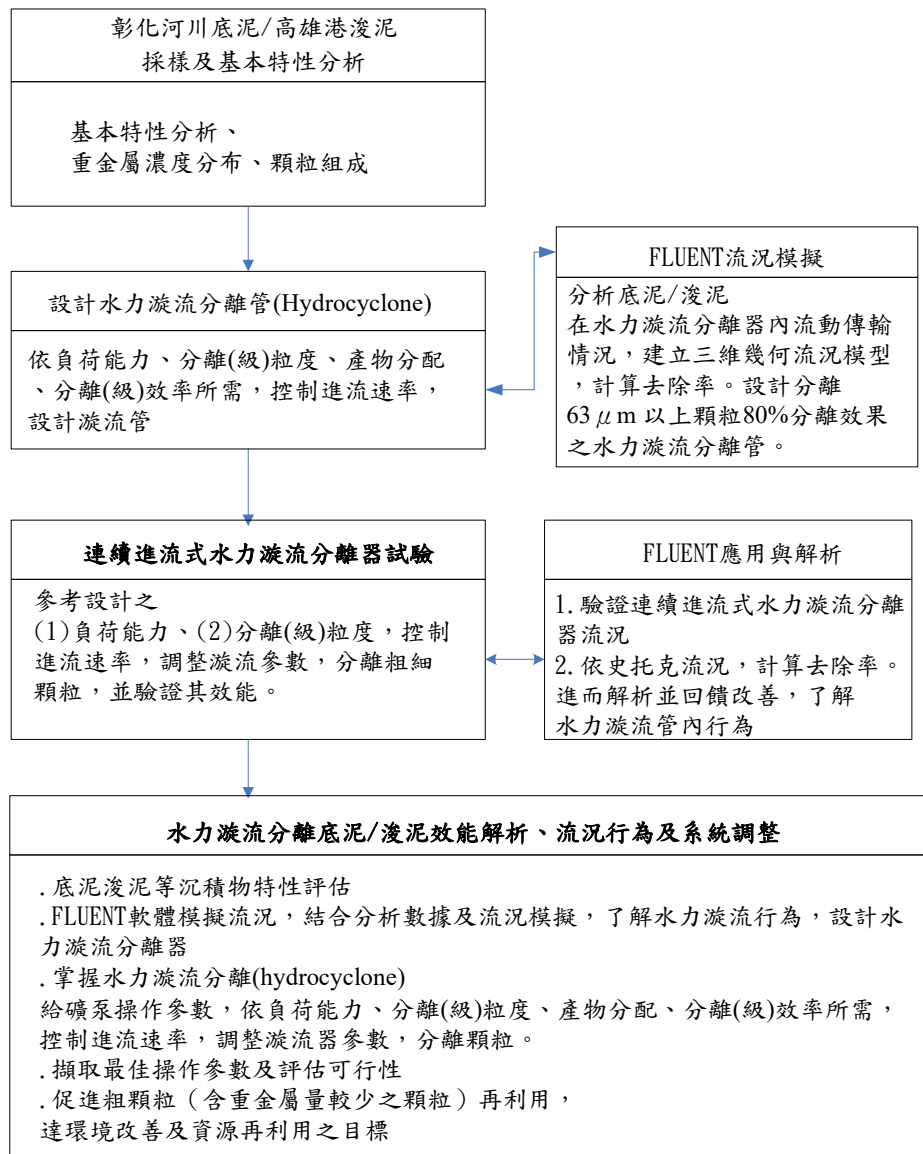 彰化河川底泥/高雄港浚泥
採樣及基本特性分析
基本特性分析、
重金屬濃度分布、顆粒組成
設計水力漩流分離管(Hydrocyclone)
依負荷能力、分離(級)粒度、產物分配
、分離(級)效率所需，控制進流速率，
設計漩流管
FLUENT流況模擬
分析底泥/浚泥
在水力漩流分離器內流動傳輸
情況，建立三維幾何流況模型
，計算去除率。設計分離
63μm 以上顆粒80%分離效果
之水力漩流分離管。
連續進流式水力漩流分離器試驗
參考設計之
(1)負荷能力、(2)分離(級)粒度，控制
進流速率，調整漩流參數，分離粗細
顆粒，並驗證其效能。
FLUENT應用與解析
1.驗證連續進流式水力漩流分離
器流況
2.依史托克流況，計算去除率。
進而解析並回饋改善，了解
水力漩流管內行為
水力漩流分離底泥/浚泥效能解析、流況行為及系統調整
.底泥浚泥等沉積物特性評估
.FLUENT軟體模擬流況，結合分析數據及流況模擬，了解水力漩流行為，設計水
力漩流分離器
.掌握水力漩流分離(hydrocyclone)
給礦泵操作參數，依負荷能力、分離(級)粒度、產物分配、分離(級)效率所需，
控制進流速率，調整漩流器參數，分離顆粒。
.擷取最佳操作參數及評估可行性
.促進粗顆粒（含重金屬量較少之顆粒）再利用，
達環境改善及資源再利用之目標